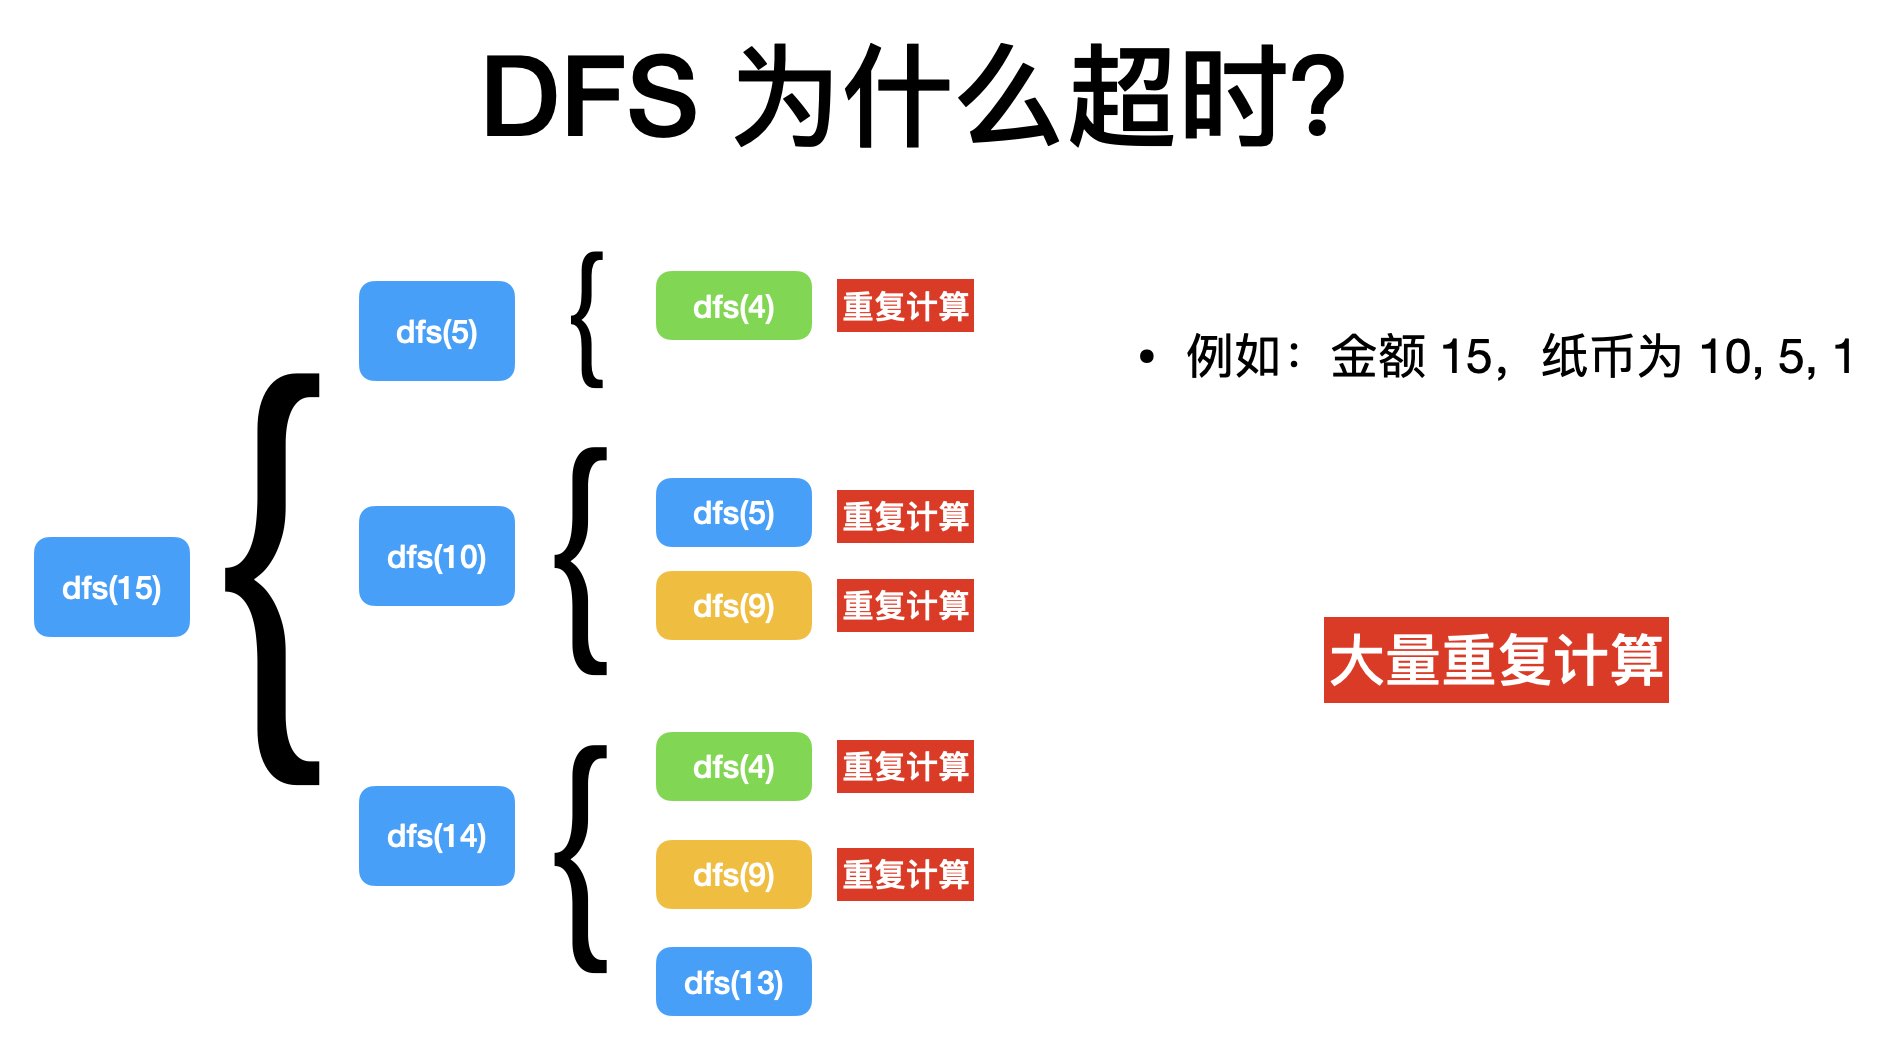 DFS 为什么超时?
dfs(15)
dfs(5)
dfs(4)
重复计算
dfs(10)
dfs(5)
重复计算
dfs(9)
重复计算
dfs(14)
dfs(4)
重复计算
dfs(9)
重复计算
dfs(13)
• 例如：金额 15，纸币为 10, 5, 1
大量重复计算